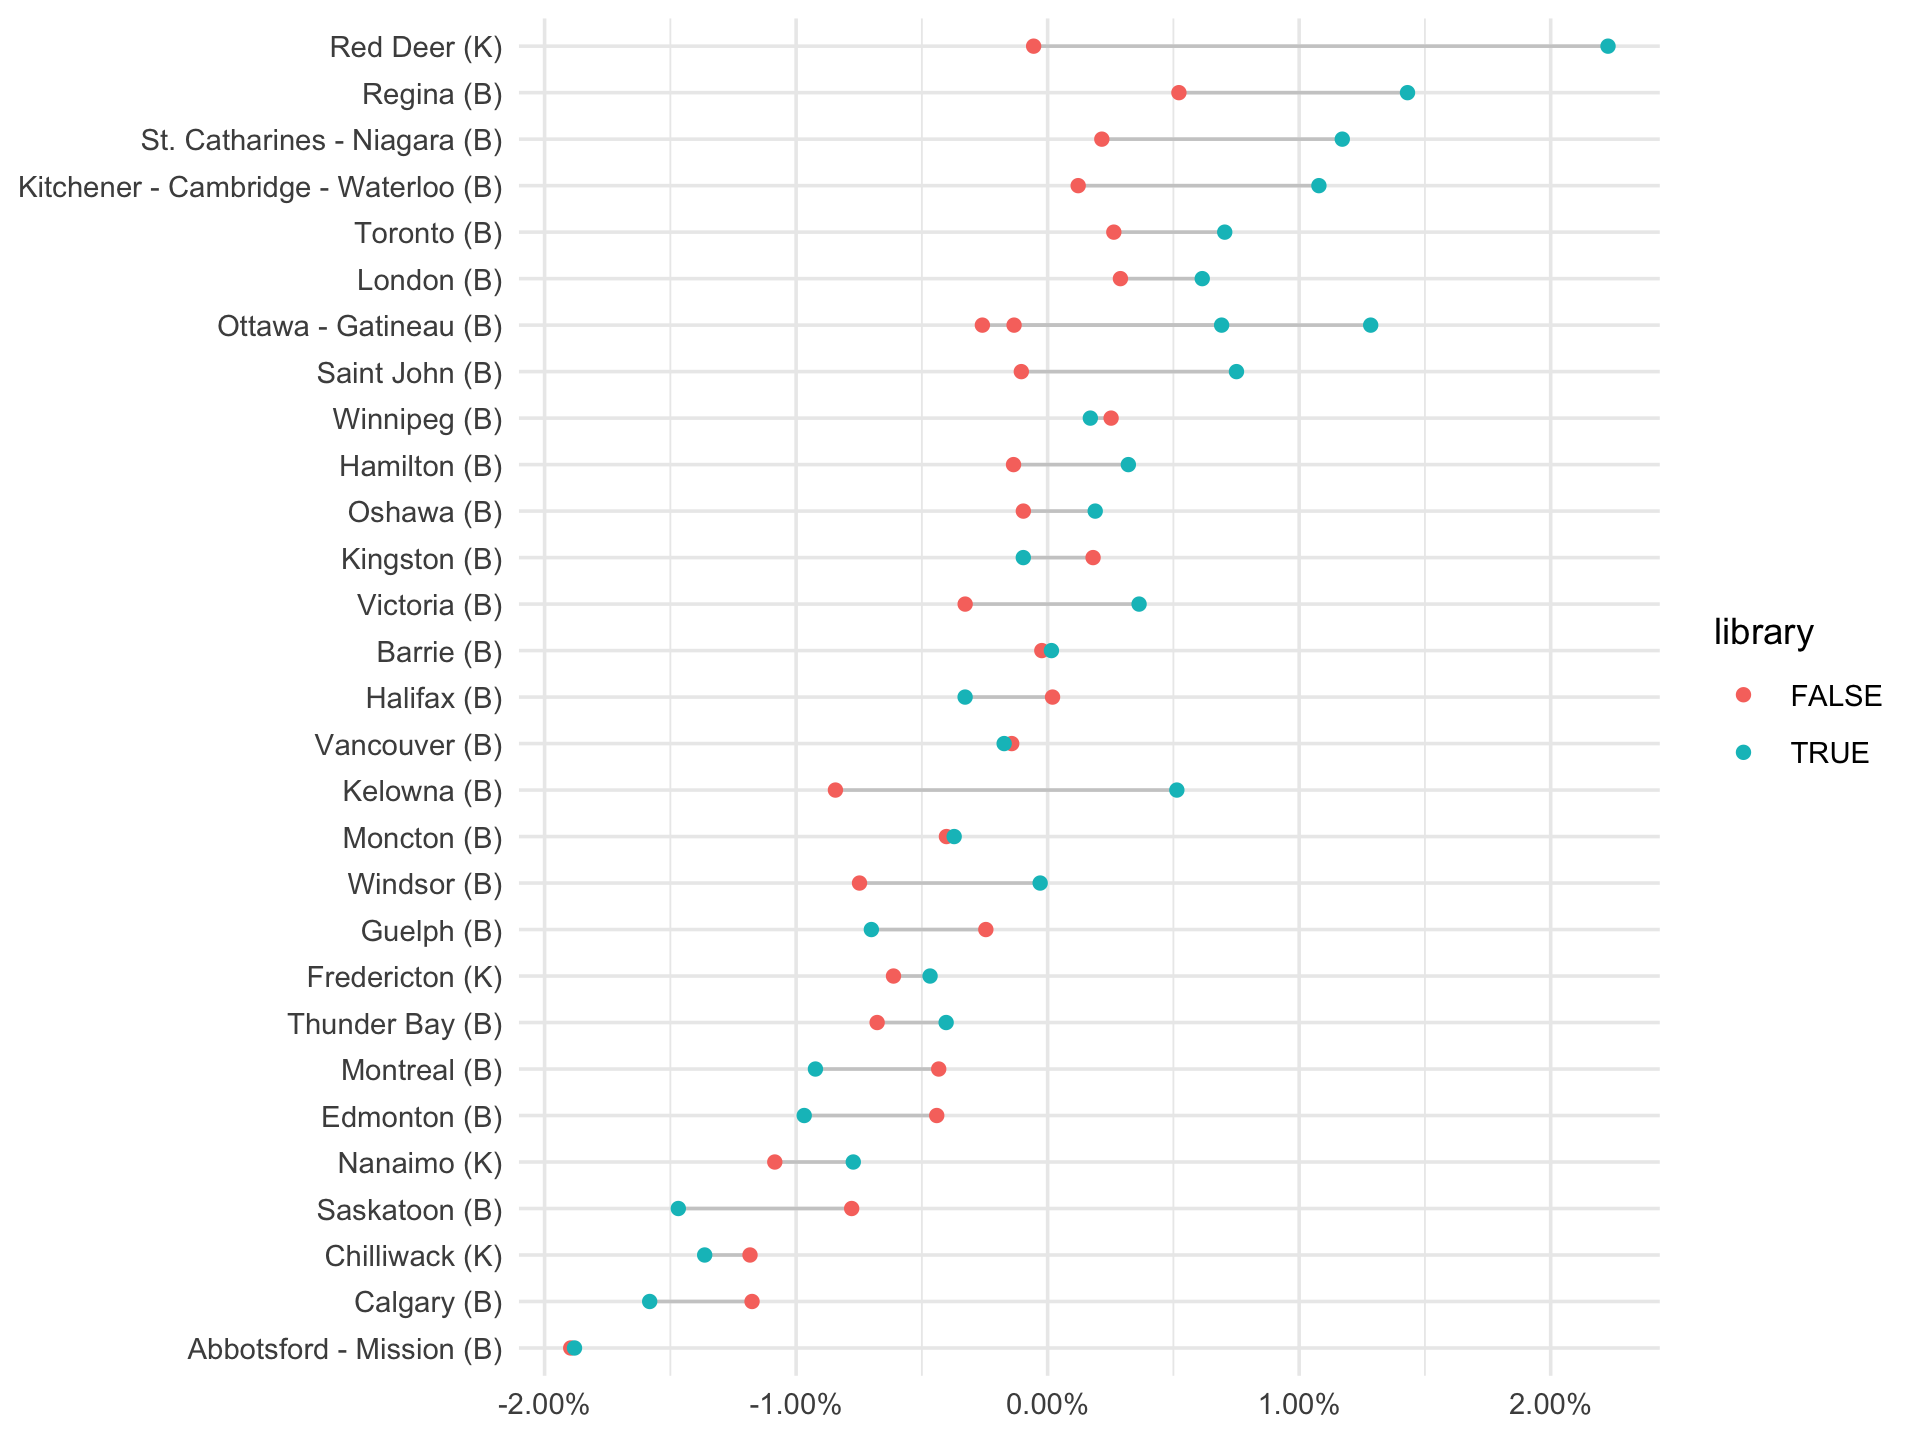 Red Deer (K)
Regina (B)
St. Catharines - Niagara (B)
Kitchener - Cambridge - Waterloo (B)
Toronto (B)
London (B)
Ottawa - Gatineau (B)
Saint John (B)
Winnipeg (B)
Hamilton (B)
Oshawa (B)
Kingston (B)
Victoria (B)
Barrie (B)
Halifax (B)
Vancouver (B)
Kelowna (B)
Moncton (B)
Windsor (B)
Guelph (B)
Fredericton (K)
Thunder Bay (B)
Montreal (B)
Edmonton (B)
Nanaimo (K)
Saskatoon (B)
Chilliwack (K)
Calgary (B)
Abbotsford - Mission (B)
-2.00% -1.00% 0.00% 1.00% 2.00%
library
FALSE
TRUE